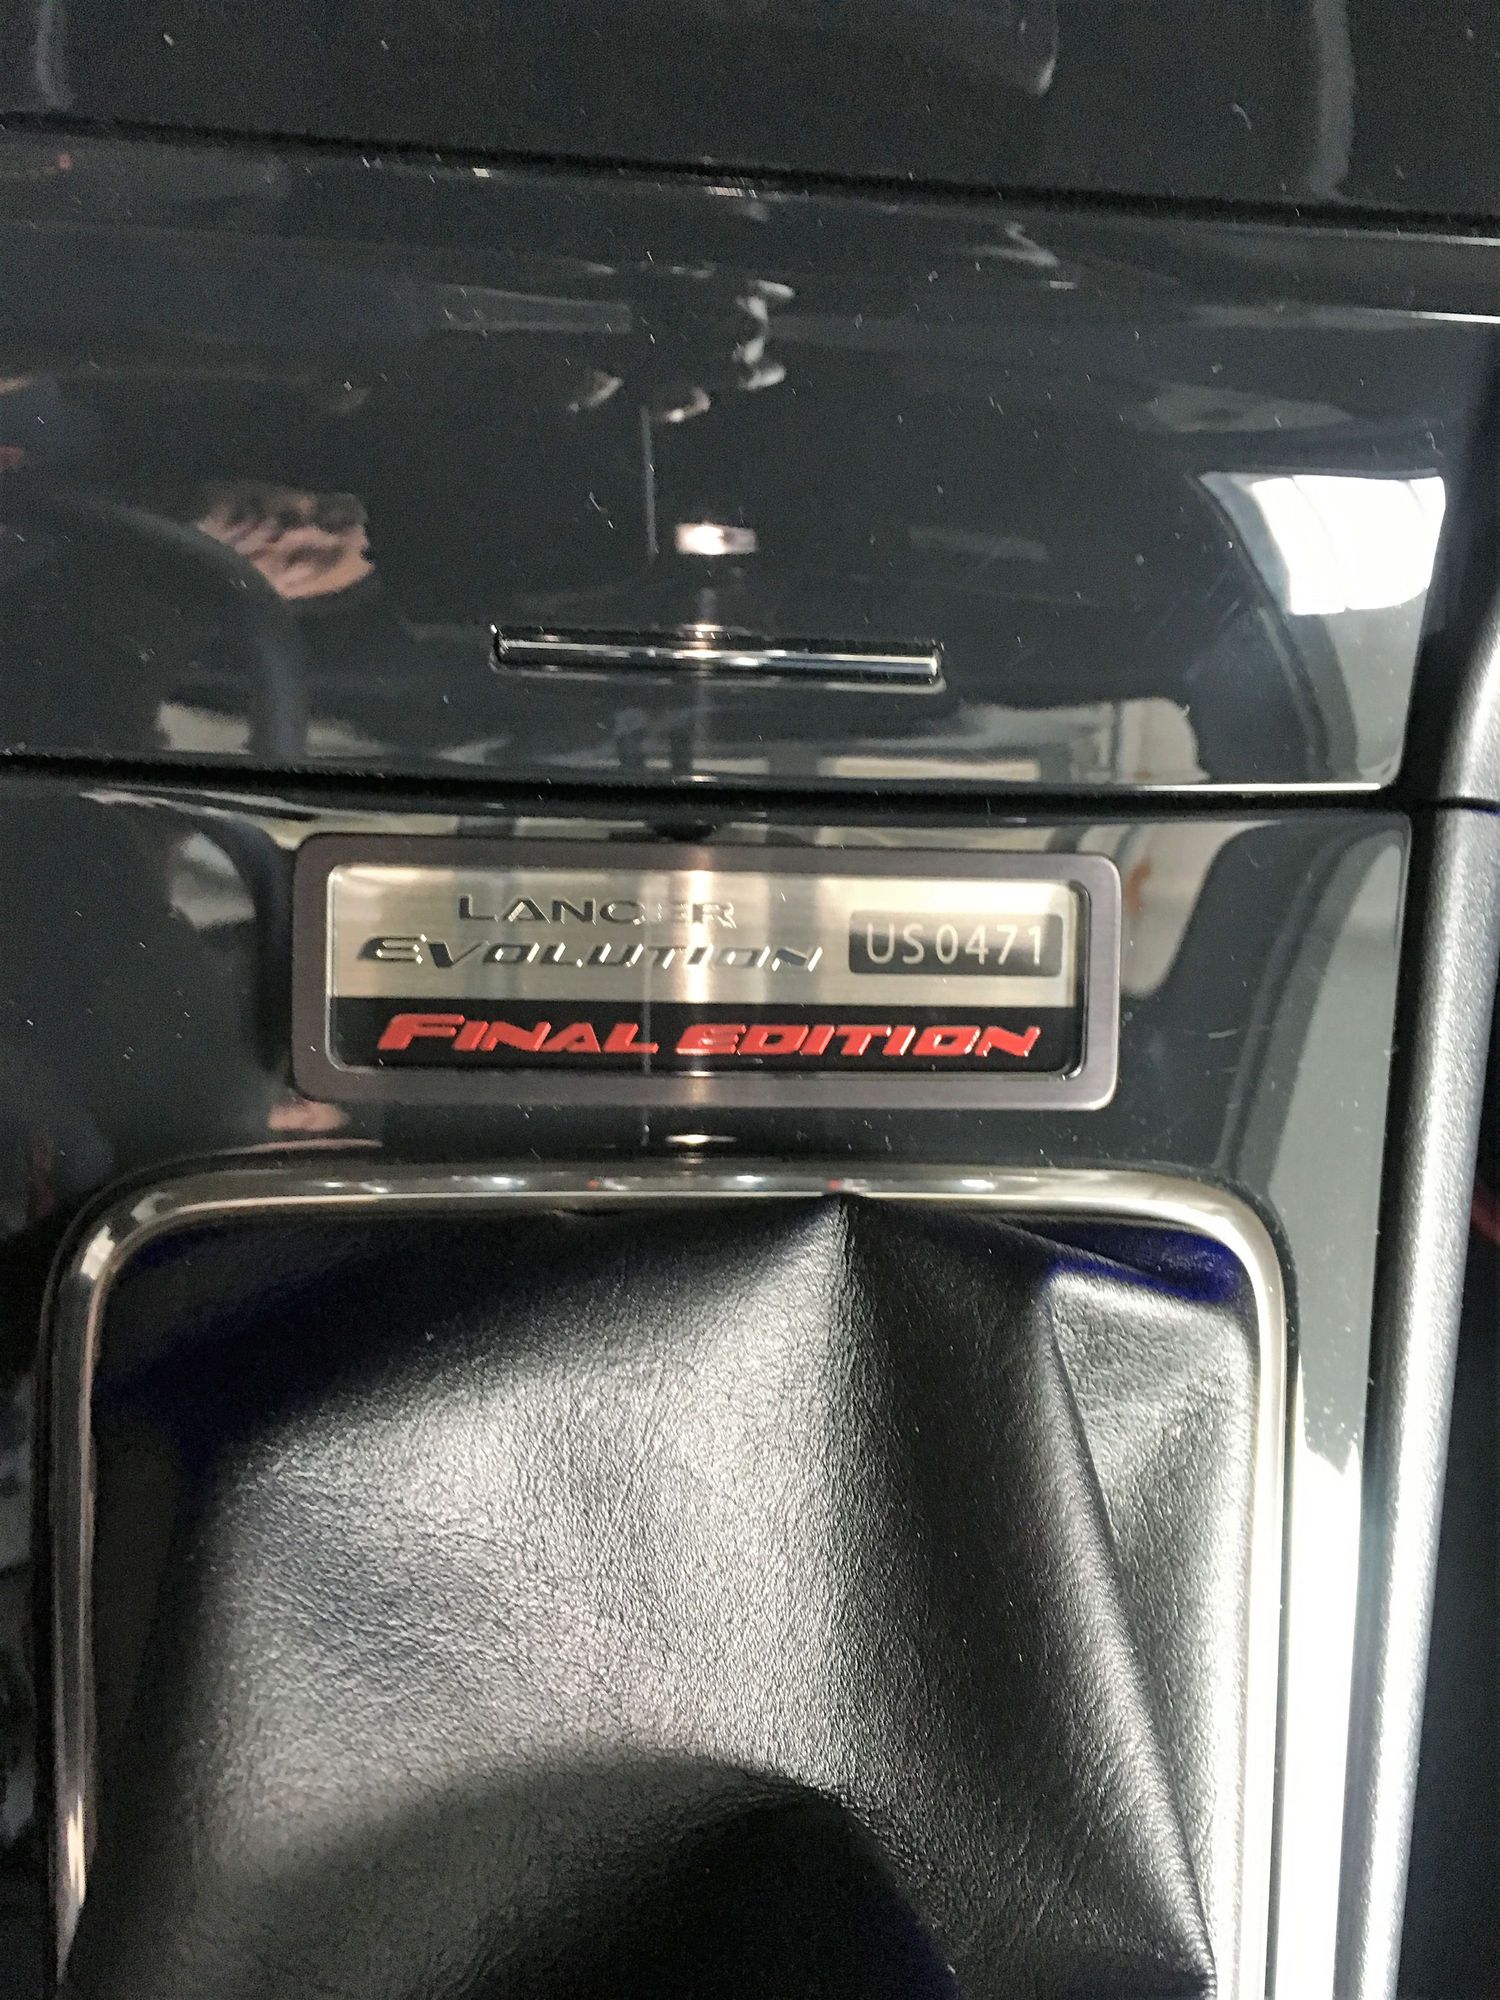 LANCER
EVOLUTION
US0471
FINAL EDITION